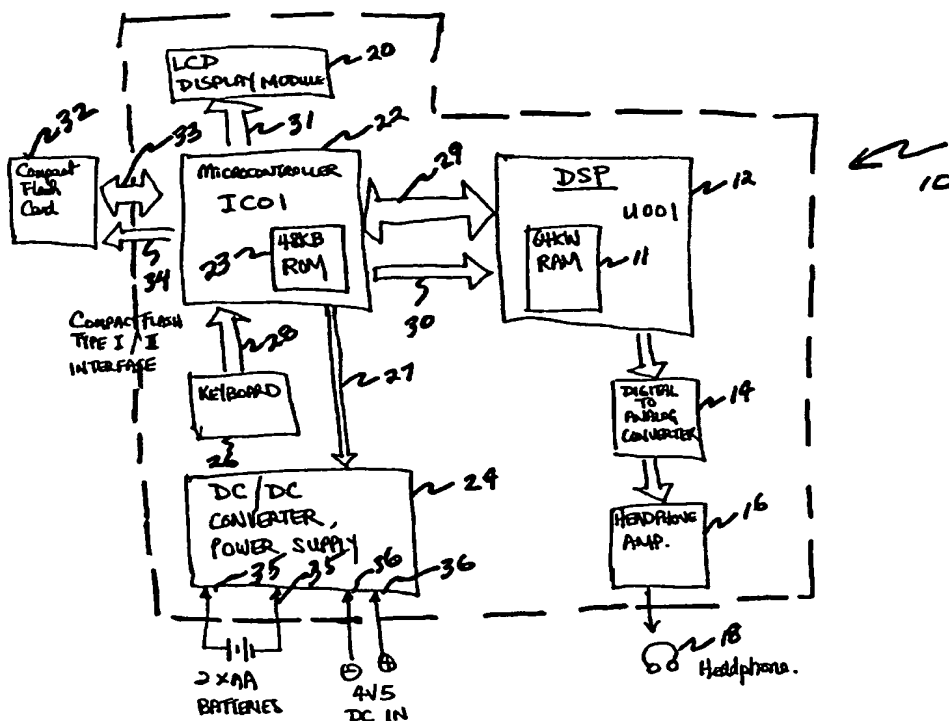 LCD
DISPLAY MODULE
20
31
22
32
33
Compact
Flash
Card
MICROCONTROLLER
IC01
29
DSP
U001
12
10
23
48KB
ROM
64KW
RAM
11
34
30
COMPACT FLASH
TYPE I / II
INTERFACE
28
27
KEYBOARD
26
DIGITAL
TO
ANALOG
CONVERTER
14
DC/DC
CONVERTER,
POWER SUPPLY
24
35
35
36
36
HEADPHONE
AMP.
16
18
Headphone.
2 x AA
BATTERIES
4V5
DC IN